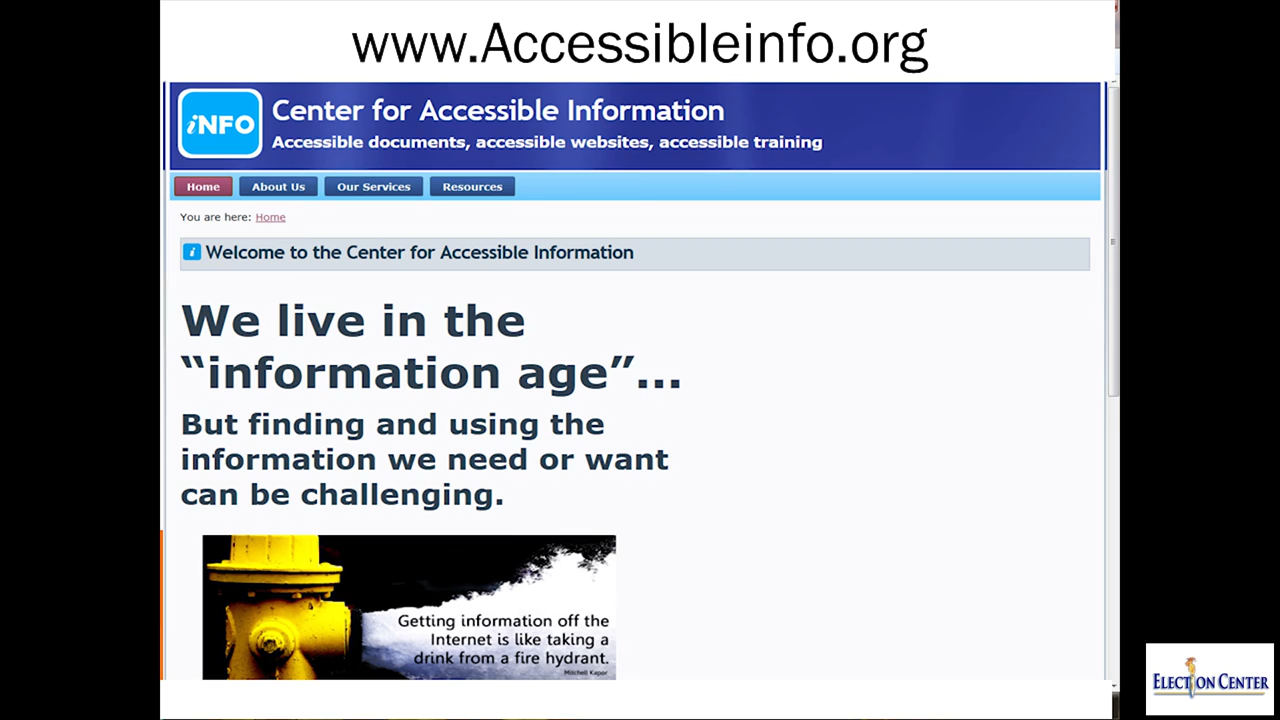 www.Accessibleinfo.org
iNFO
Center for Accessible Information
Accessible documents, accessible websites, accessible training
Home
About Us
Our Services
Resources
You are here: Home
i
Welcome to the Center for Accessible Information
We live in the
“information age”...
But finding and using the
information we need or want
can be challenging.
Getting information off the
Internet is like taking a
drink from a fire hydrant.
Mitchell Kapor
ELECTION CENTER